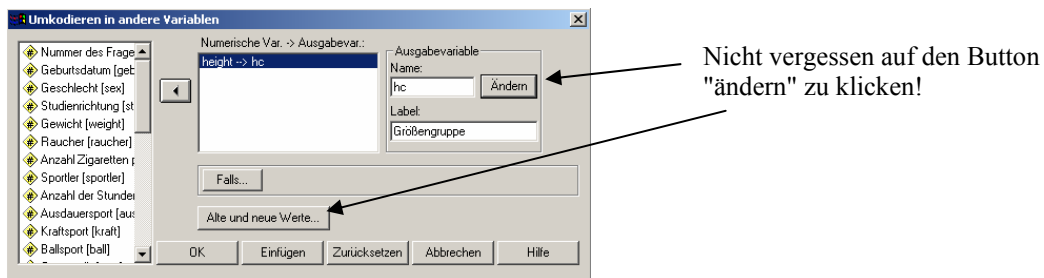 Umkodieren in andere Variablen
Nummer des Frage
Geburtsdatum [geb
Geschlecht [sex]
Studienrichtung [st
Gewicht [weight]
Raucher [raucher]
Anzahl Zigaretten p
Sportler [sportler]
Anzahl der Stunden
Ausdauersport [aus
Kraftsport [kraft]
Ballsport [ball]
Numerische Var. -> Ausgabevar.:
height --> hc
Ausgabevariable
Name:
hc
Ändern
Label:
Größengruppe
Falls...
Alte und neue Werte...
OK
Einfügen
Zurücksetzen
Abbrechen
Hilfe
Nicht vergessen auf den Button
"ändern" zu klicken!